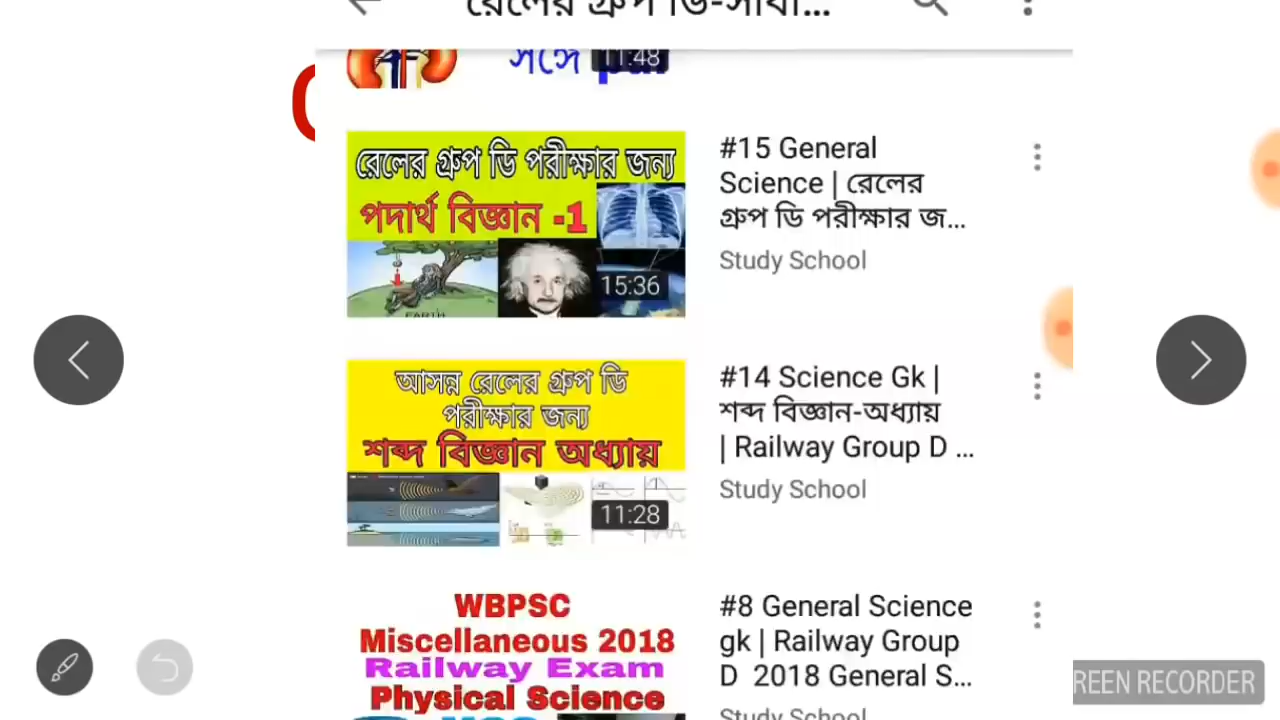 রেলের গ্রুপ ডি-সাধা...
সঙ্গে pdf
11:48
রেলের গ্রুপ ডি পরীক্ষার জন্য
পদার্থ বিজ্ঞান -1
EARTH
15:36
#15 General
Science | রেলের
গ্রুপ ডি পরীক্ষার জ...
Study School
আসন্ন রেলের গ্রুপ ডি
পরীক্ষার জন্য
শব্দ বিজ্ঞান অধ্যায়
11:28
#14 Science Gk |
শব্দ বিজ্ঞান-অধ্যায়
| Railway Group D ...
Study School
WBPSC
Miscellaneous 2018
Railway Exam
Physical Science
#8 General Science
gk | Railway Group
D 2018 General S...
Study School
REEN RECORDER